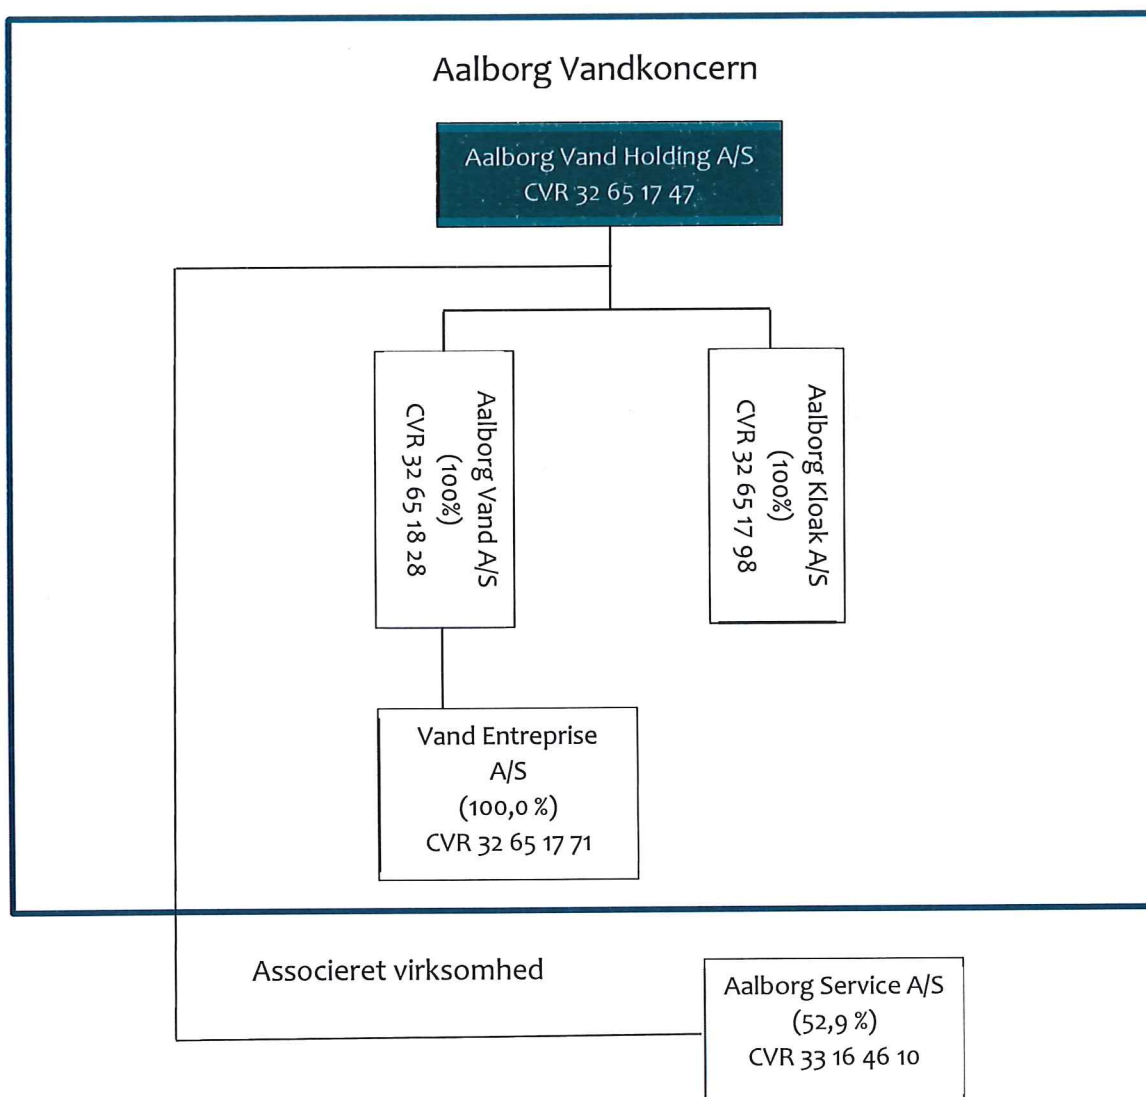 Aalborg Vandkoncern
Aalborg Vand Holding A/S
CVR 32 65 17 47
Aalborg Vand A/S
(100%)
CVR 32 65 18 28
Aalborg Kloak A/S
(100%)
CVR 32 65 17 98
Vand Entreprise
A/S
(100,0 %)
CVR 32 65 17 71
Associeret virksomhed
Aalborg Service A/S
(52,9 %)
CVR 33 16 46 10